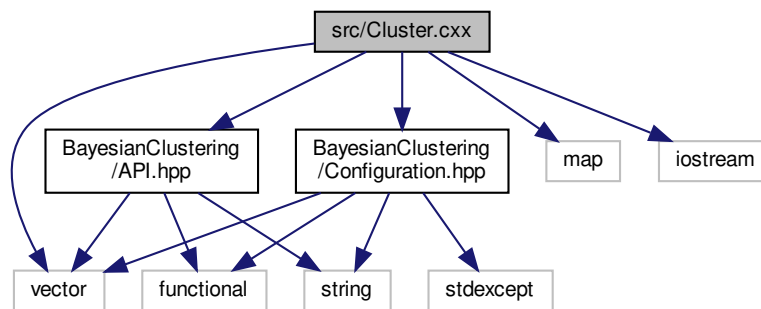 src/Cluster.cxx
BayesianClustering
/API.hpp
BayesianClustering
/Configuration.hpp
map
iostream
vector
functional
string
stdexcept